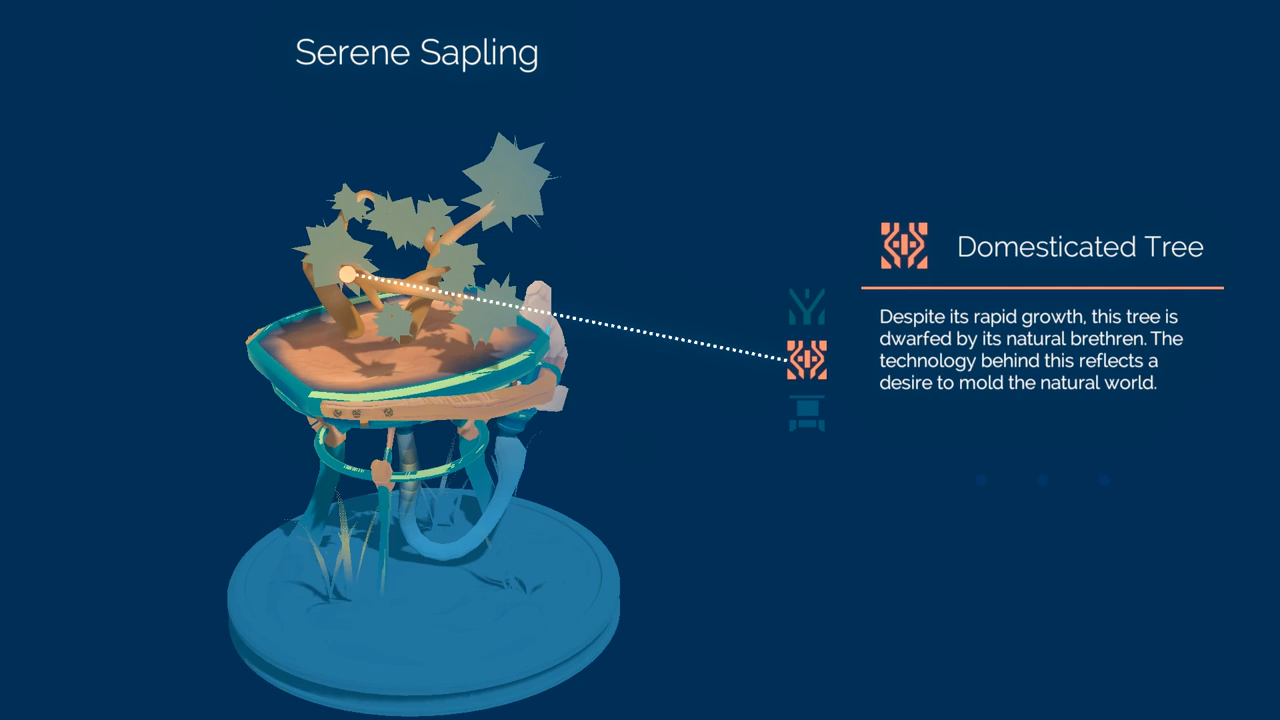 Serene Sapling
Domesticated Tree
Despite its rapid growth, this tree is
dwarfed by its natural brethren. The
technology behind this reflects a
desire to mold the natural world.